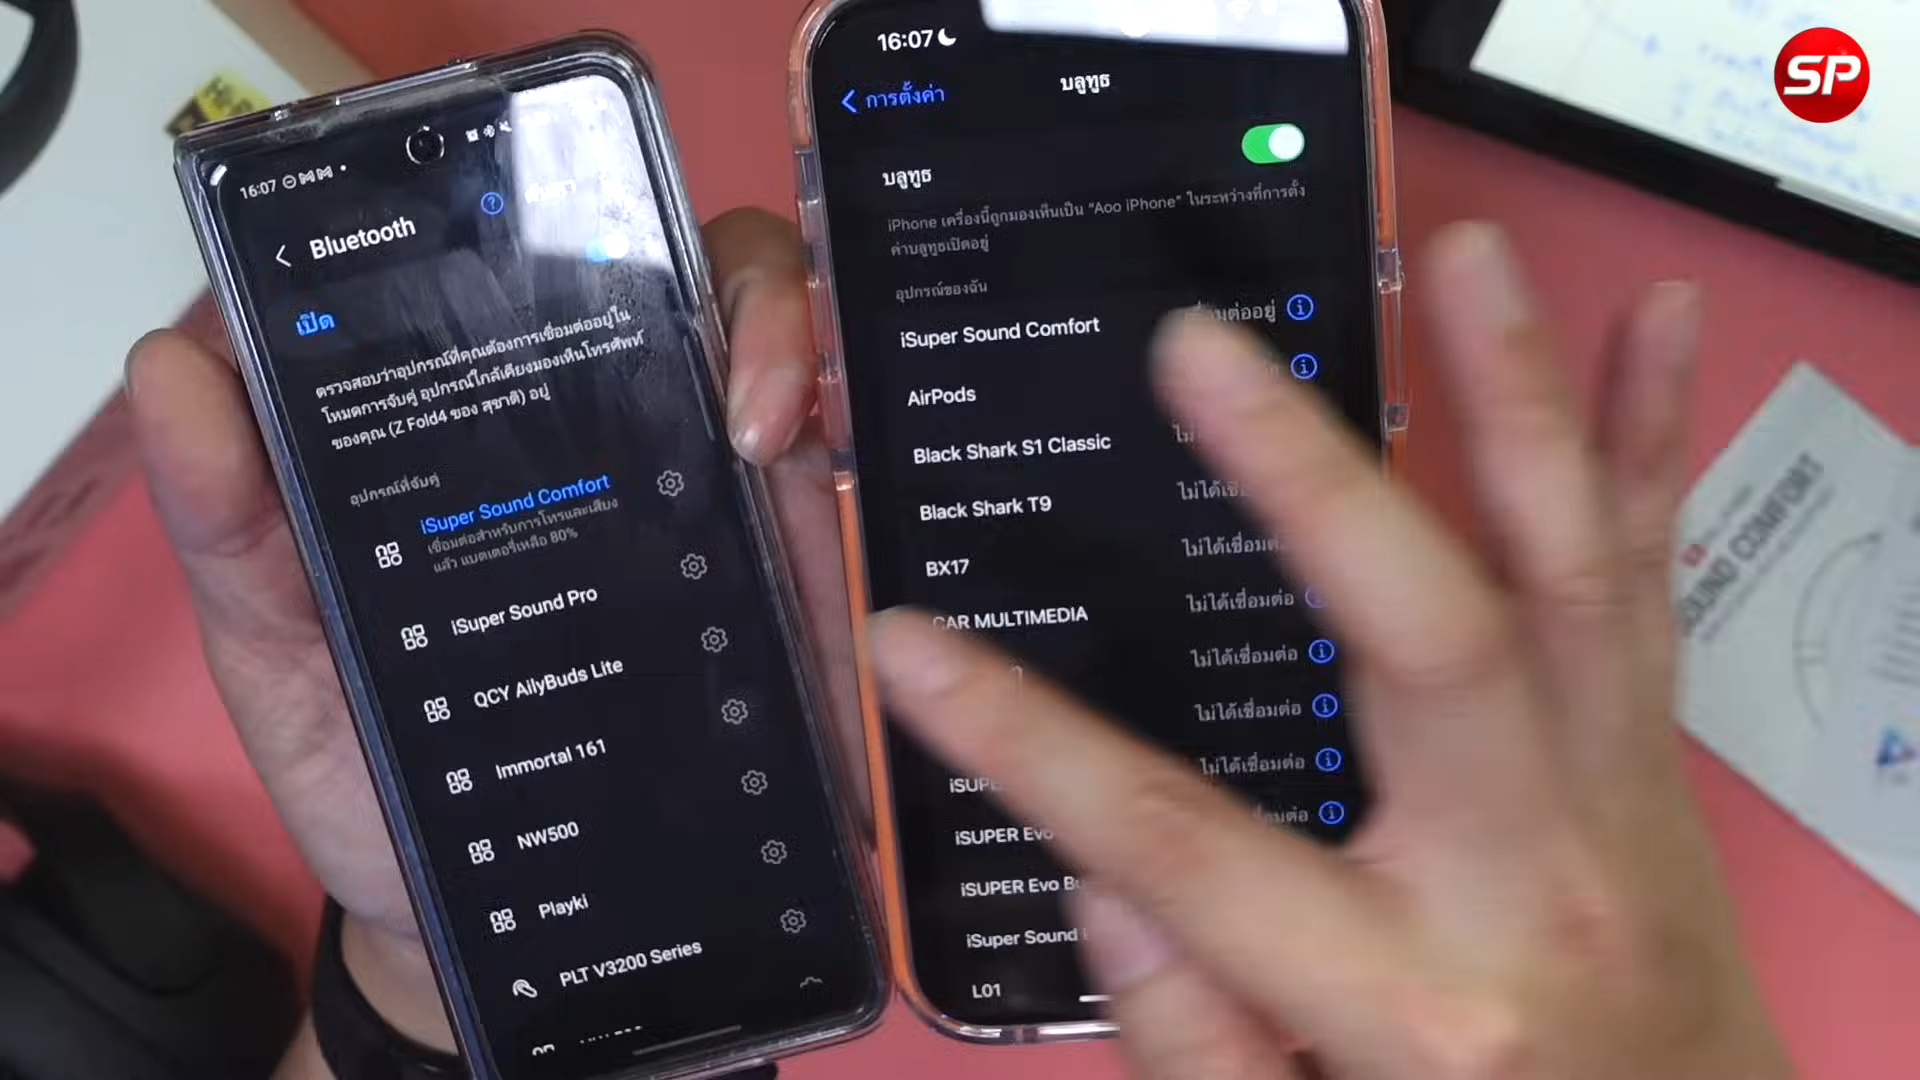 SP
Hi-
16:07
Bluetooth
เปิด
ตรวจสอบว่าอุปกรณ์ที่คุณต้องการเชื่อมต่ออยู่ใน
โหมดการจับคู่ อุปกรณ์ใกล้เคียงมองเห็นโทรศัพท์
ของคุณ (Z Fold4 ของ สุชาติ) อยู่
อุปกรณ์ที่จับคู่
iSuper Sound Comfort
เชื่อมต่อสำหรับการโทรและเสียง
แล้ว แบตเตอรี่เหลือ 80%
iSuper Sound Pro
QCY AilyBuds Lite
Immortal 161
NW500
Playki
PLT V3200 Series
16:07
การตั้งค่า
บลูทูธ
บลูทูธ
iPhone เครื่องนี้ถูกมองเห็นเป็น "Aoo iPhone" ในระหว่างที่การตั้ง
ค่าบลูทูธเปิดอยู่
อุปกรณ์ของฉัน
iSuper Sound Comfort
AirPods
Black Shark S1 Classic
Black Shark T9
BX17
CAR MULTIMEDIA ไม่ได้เชื่อมต่อ
ไม่ได้เชื่อมต่อ
ไม่ได้เชื่อมต่อ
ไม่ได้เชื่อมต่อ
iSUPER
iSUPER Evo
iSuper Sound
L01
SOUND COMFORT